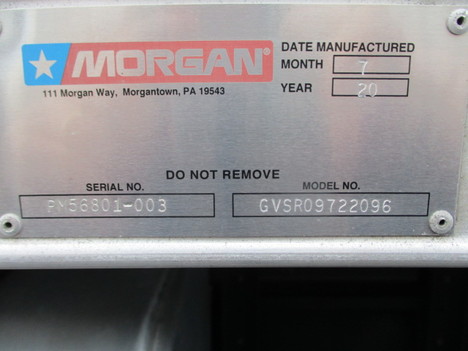 MORGAN®
111 Morgan Way, Morgantown, PA 19543
DATE MANUFACTURED
MONTH 7
YEAR 20
DO NOT REMOVE
SERIAL NO.
PM56801-003
MODEL NO.
GVSR09722096